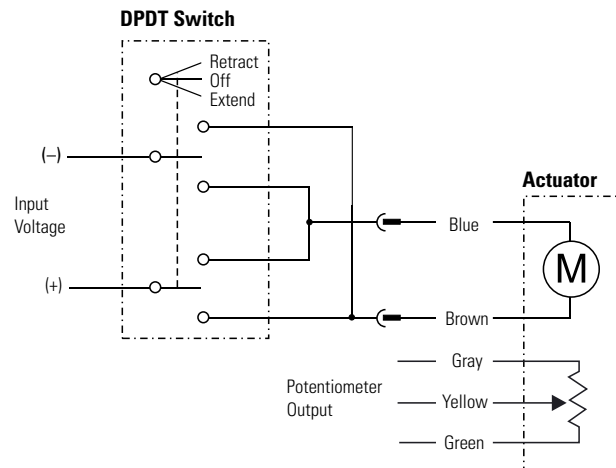 DPDT Switch
Retract
Off
Extend
(–)
Input
Voltage
(+)
Actuator
Blue
M
Brown
Gray
Potentiometer
Output
Yellow
Green